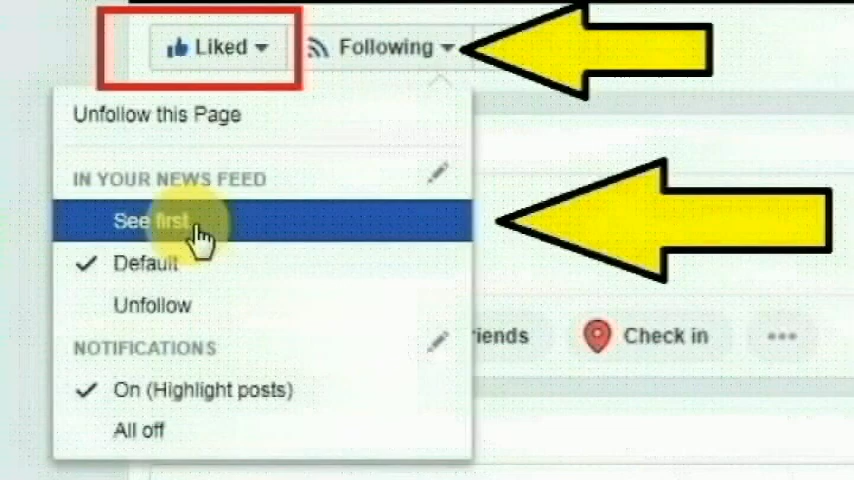 Liked Following
Unfollow this Page
IN YOUR NEWS FEED
See first
Default
Unfollow
riends Check in
NOTIFICATIONS
On (Highlight posts)
All off